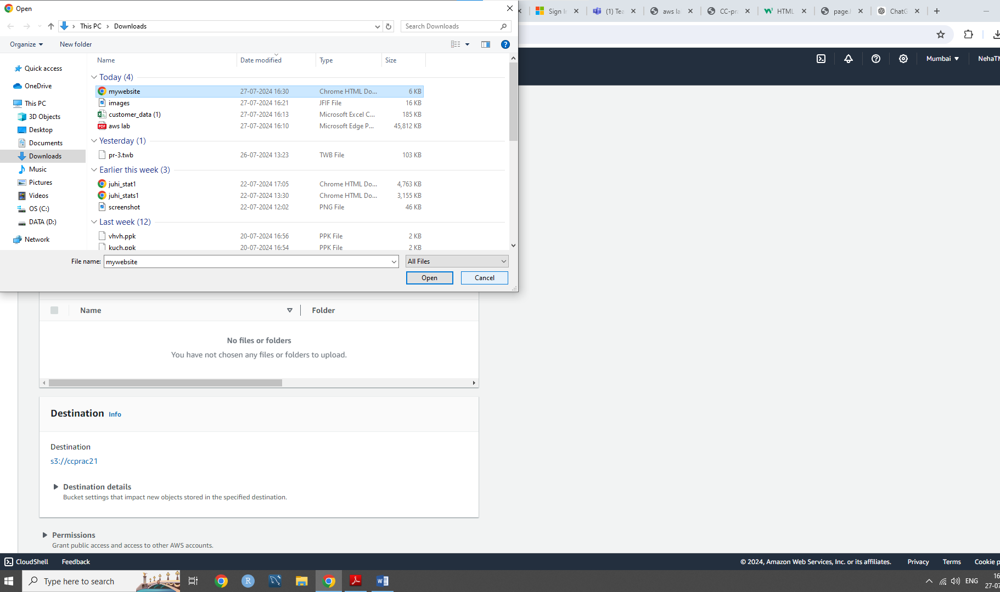 Open
Sign In
(1) Tea
aws la
CC-pra
HTML
page.h
ChatG
This PC > Downloads
Search Downloads
Organize
New folder
Mumbai
NehaTM
Name
Date modified
Type
Size
Quick access
OneDrive
This PC
3D Objects
Desktop
Documents
Downloads
Music
Pictures
Videos
OS (C:)
DATA (D:)
Network
Today (4)
mywebsite 27-07-2024 16:30 Chrome HTML Do... 6 KB
images 27-07-2024 16:21 JFIF File 16 KB
customer_data (1) 27-07-2024 16:13 Microsoft Excel C... 185 KB
aws lab 27-07-2024 16:10 Microsoft Edge P... 45,812 KB
Yesterday (1)
pr-3.twb 26-07-2024 13:23 TWB File 103 KB
Earlier this week (3)
juhi_stat1 22-07-2024 17:05 Chrome HTML Do... 4,763 KB
juhi_stats1 22-07-2024 13:30 Chrome HTML Do... 3,155 KB
screenshot 22-07-2024 12:02 PNG File 46 KB
Last week (12)
vhvh.ppk 20-07-2024 16:56 PPK File 2 KB
kuch.ppk 20-07-2024 16:54 PPK File 2 KB
File name: mywebsite
All Files
Open
Cancel
Name
Folder
No files or folders
You have not chosen any files or folders to upload.
Destination Info
Destination
s3://ccprac21
Destination details
Bucket settings that impact new objects stored in the specified destination.
Permissions
Grant public access and access to other AWS accounts.
CloudShell
Feedback
© 2024, Amazon Web Services, Inc. or its affiliates.
Privacy
Terms
Cookie p
Type here to search
ENG
16
27-07